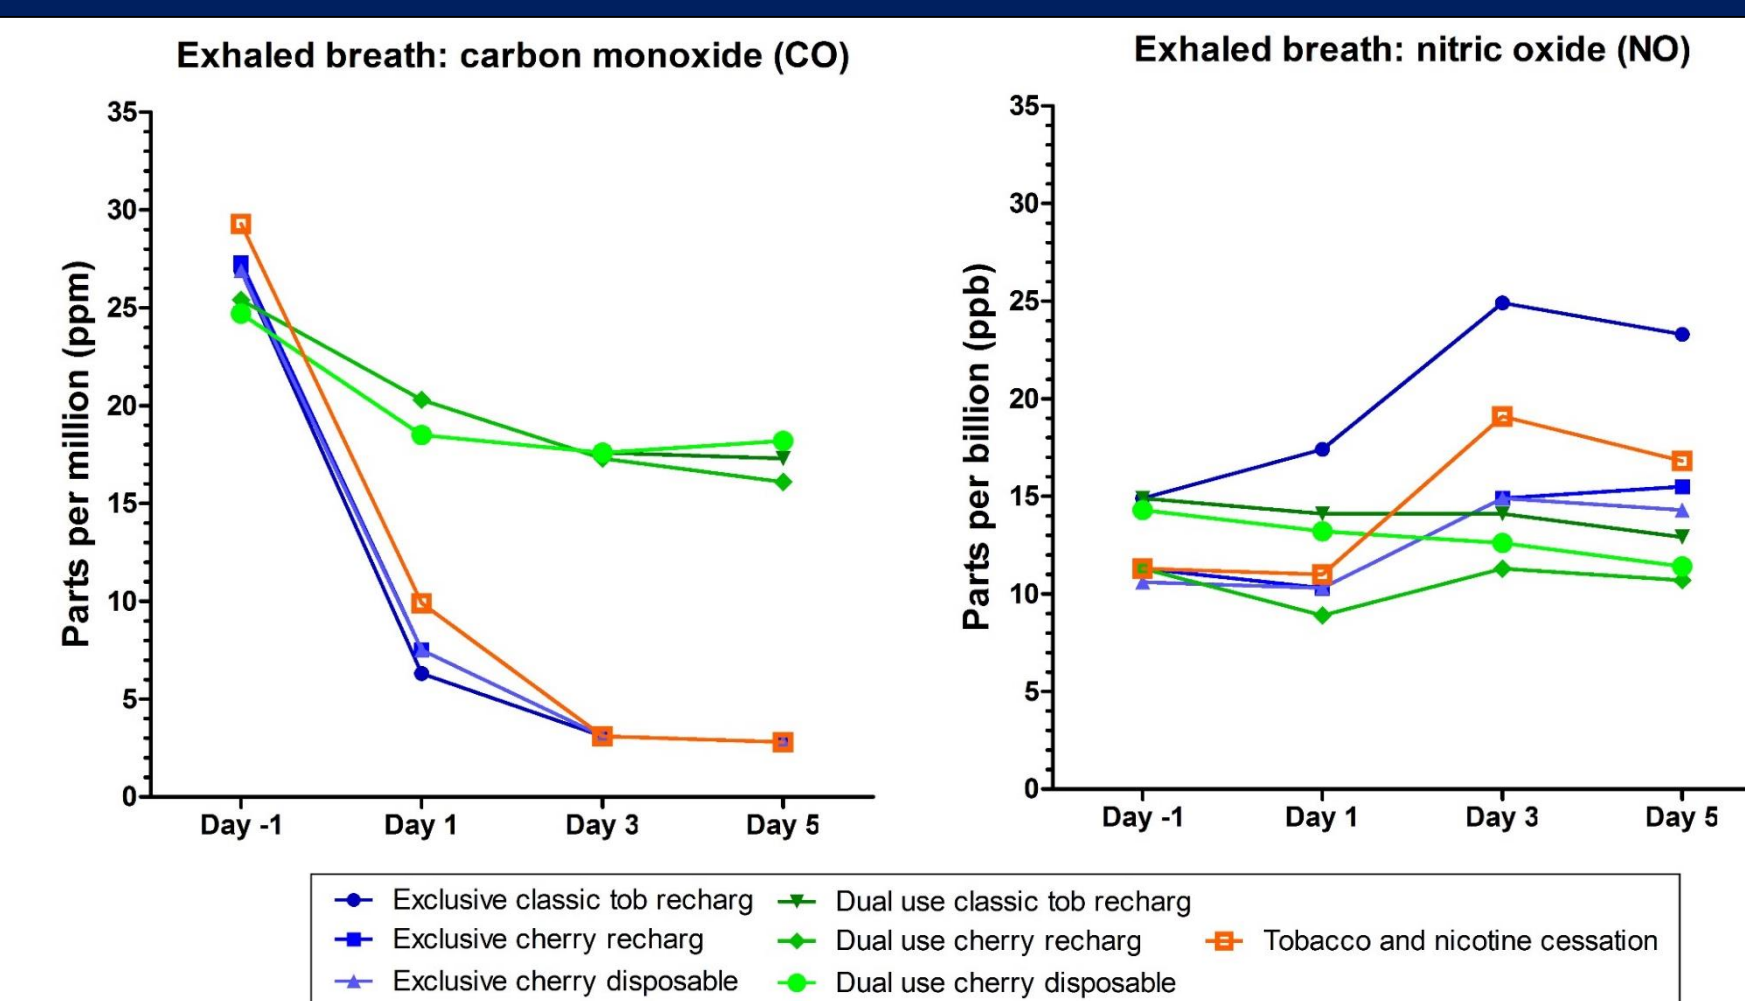 Exhaled breath: carbon monoxide (CO)
Parts per million (ppm)
35
30
25
20
15
10
5
0
Day -1 Day 1 Day 3 Day 5
Exhaled breath: nitric oxide (NO)
Parts per billion (ppb)
35
30
25
20
15
10
5
0
Day -1 Day 1 Day 3 Day 5
Exclusive classic tob recharg
Exclusive cherry recharg
Exclusive cherry disposable
Dual use classic tob recharg
Dual use cherry recharg
Dual use cherry disposable
Tobacco and nicotine cessation